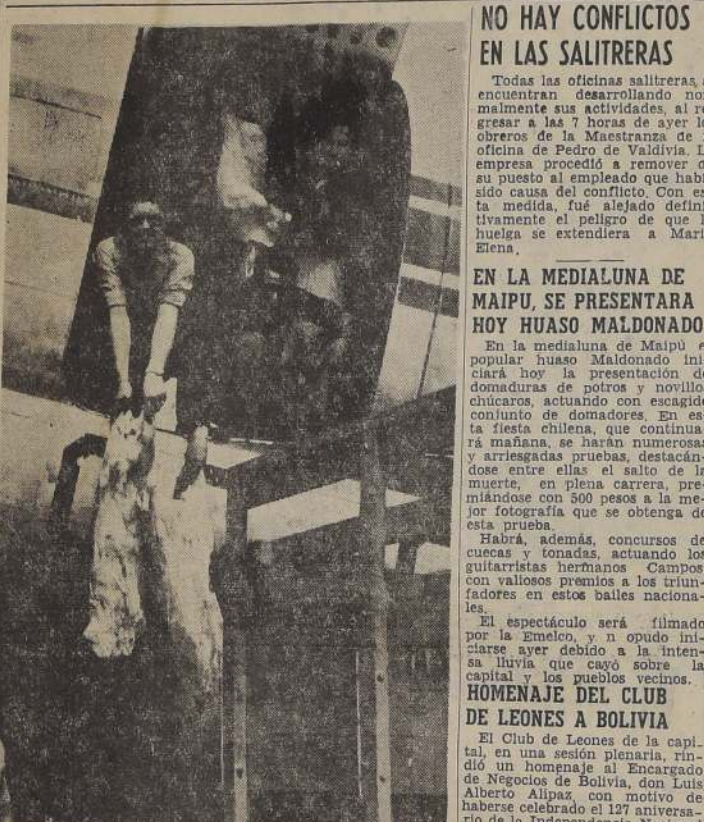 NO HAY CONFLICTOS
EN LAS SALITRERAS
Todas las oficinas salitreras,
encuentran desarrollando nor
malmente sus actividades, al re
gresar a las 7 horas de ayer lo
obreros de la Maestranza de
oficina de Pedro de Valdivia. L
empresa procedió a remover d
su puesto al empleado que habí
sido causa del conflicto. Con es
ta medida, fué alejado defini
tivamente el peligro de que l
huelga se extendiera a Marí
Elena.
EN LA MEDIALUNA DE
MAIPU, SE PRESENTARA
HOY HUASO MALDONADO
En la medialuna de Maipú e
popular huaso Maldonado ini-
ciará hoy la presentación de
domaduras de potros y novillo
chúcaros, actuando con escagido
conjunto de domadores. En es-
ta fiesta chilena, que continua-
rá mañana, se harán numerosas
y arriesgadas pruebas, destacán-
dose entre ellas el salto de la
muerte, en plena carrera, pre-
miándose con 500 pesos a la me-
jor fotografía que se obtenga de
esta prueba.
Habrá, además, concursos de
cuecas y tonadas, actuando los
guitarristas hermanos Campos
con valiosos premios a los triun-
fadores en estos bailes naciona-
les.
El espectáculo será filmado
por la Emelco, y n opudo ini-
ciarse ayer debido a la inten-
sa lluvia que cayó sobre la
capital y los pueblos vecinos.
HOMENAJE DEL CLUB
DE LEONES A BOLIVIA
El Club de Leones de la capi-
tal, en una sesión plenaria, rin-
dió un homenaje al Encargado
de Negocios de Bolivia, don Luis
Alberto Alipaz con motivo de
haberse celebrado el 127 aniversa-
rio de la Independencia